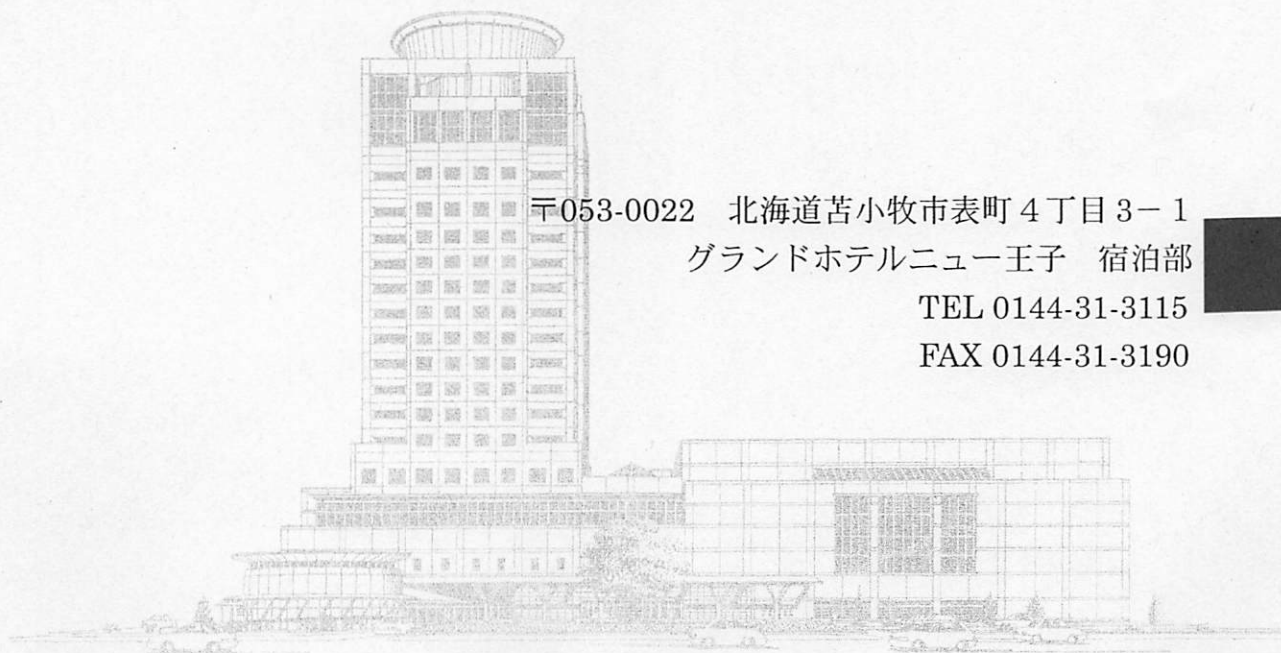 〒053-0022　北海道苫小牧市表町４丁目３－１
グランドホテルニュー王子　宿泊部
TEL 0144-31-3115
FAX 0144-31-3190